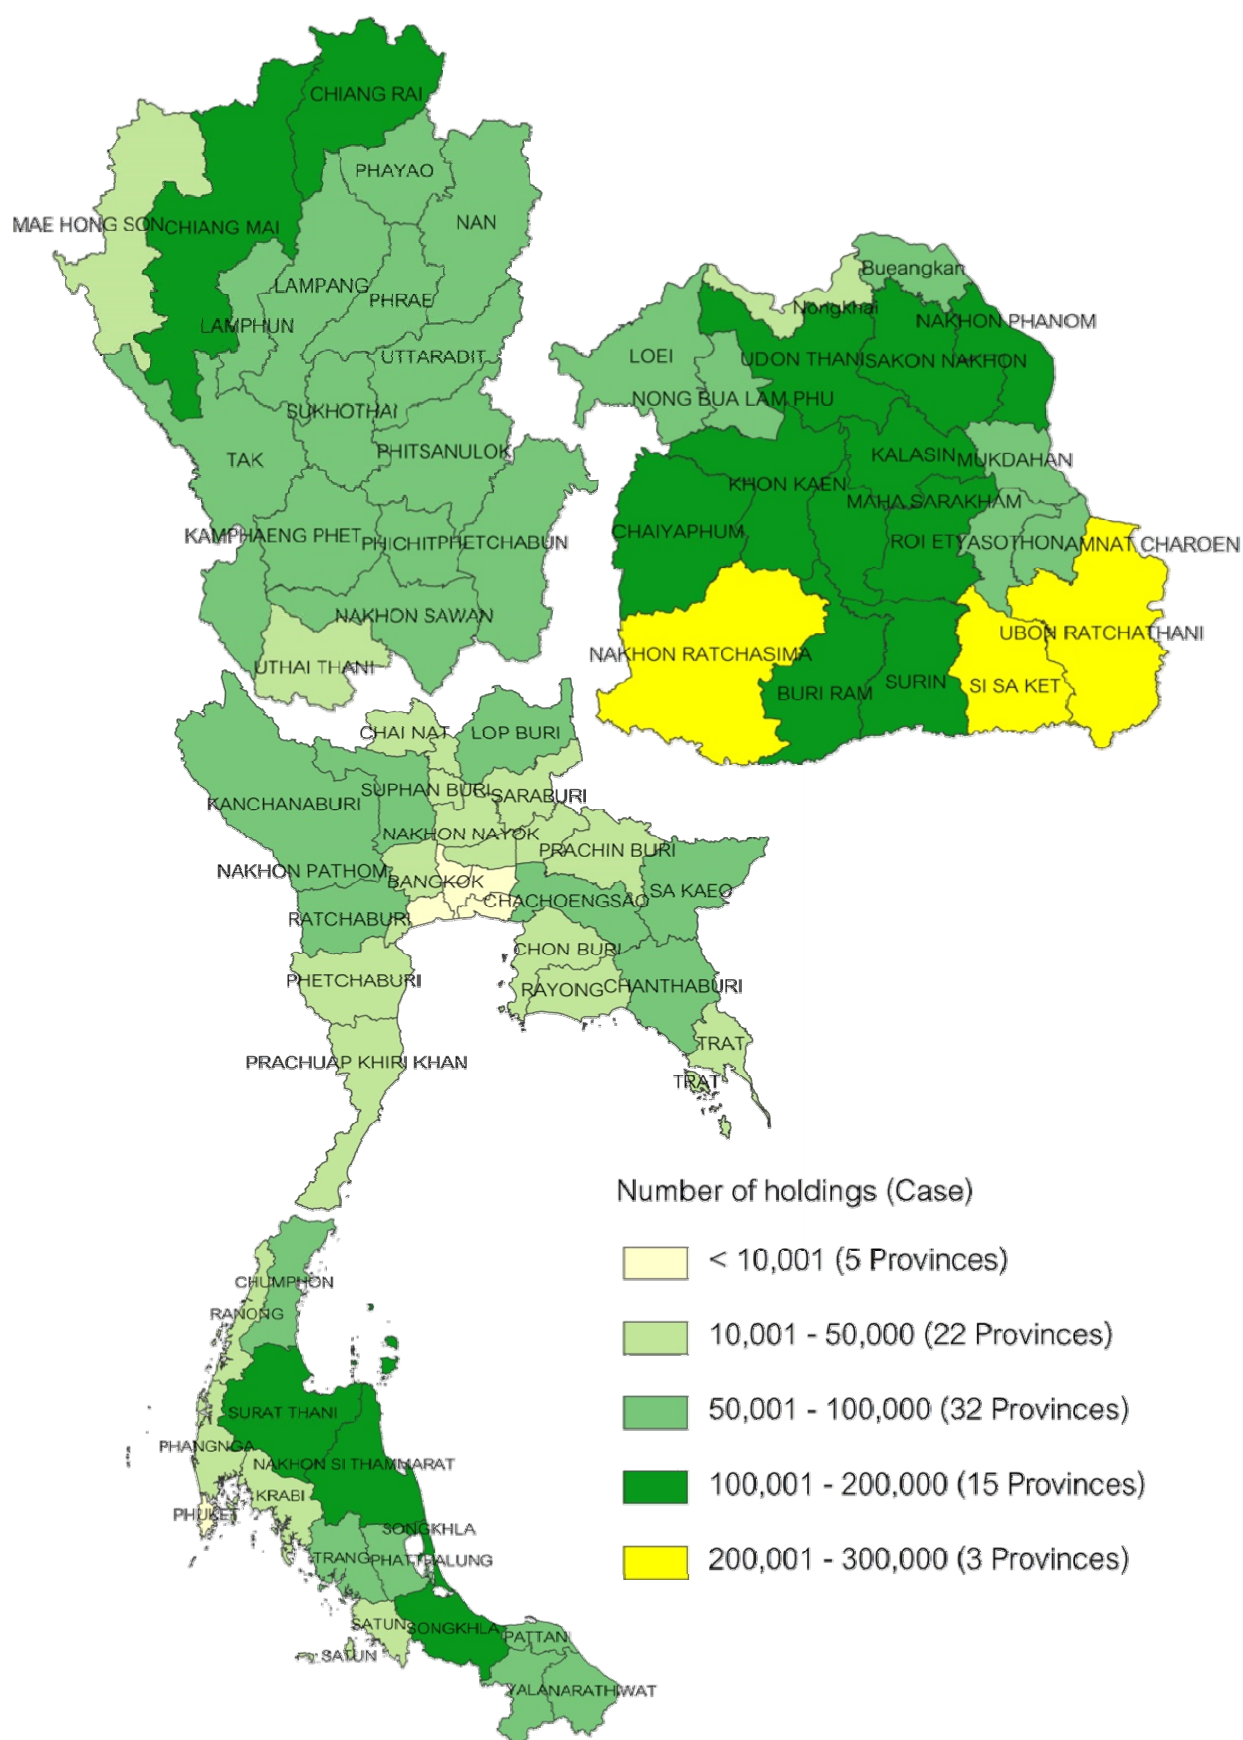 CHIANG RAI
PHAYAO
MAE HONG SON
CHIANG MAI
NAN
LAMPANG
PHRAE
LAMPHUN
UTTARADIT
SUKHOTHAI
PHITSANULOK
TAK
KAMPHAENG PHET
PHICHIT
PHETCHABUN
NAKHON SAWAN
UTHAI THANI
Bueangkan
Nongkhai
NAKHON PHANOM
LOEI
UDON THANI
SAKON NAKHON
NONG BUA LAM PHU
KALASIN
MUKDAHAN
KHON KAEN
MAHA SARAKHAM
CHAIYAPHUM
ROI ET
YASOTHON
AMNAT CHAROEN
UBON RATCHATHANI
NAKHON RATCHASIMA
BURI RAM
SURIN
SI SA KET
CHAI NAT
LOP BURI
SUPHAN BURI
SARABURI
KANCHANABURI
NAKHON NAYOK
PRACHIN BURI
NAKHON PATHOM
BANGKOK
SA KAEO
CHACHOENGSAO
RATCHABURI
CHON BURI
PHETCHABURI
RAYONG
CHANTHABURI
TRAT
PRACHUAP KHIRI KHAN
TRAT
CHUMPHON
RANONG
SURAT THANI
PHANGNGA
NAKHON SI THAMMARAT
KRABI
PHUKET
SONGKHLA
TRANG
PHATTHALUNG
SATUN
SONGKHLA
PATTANI
SATUN
YALA
NARATHIWAT
Number of holdings (Case)
< 10,001 (5 Provinces)
10,001 - 50,000 (22 Provinces)
50,001 - 100,000 (32 Provinces)
100,001 - 200,000 (15 Provinces)
200,001 - 300,000 (3 Provinces)